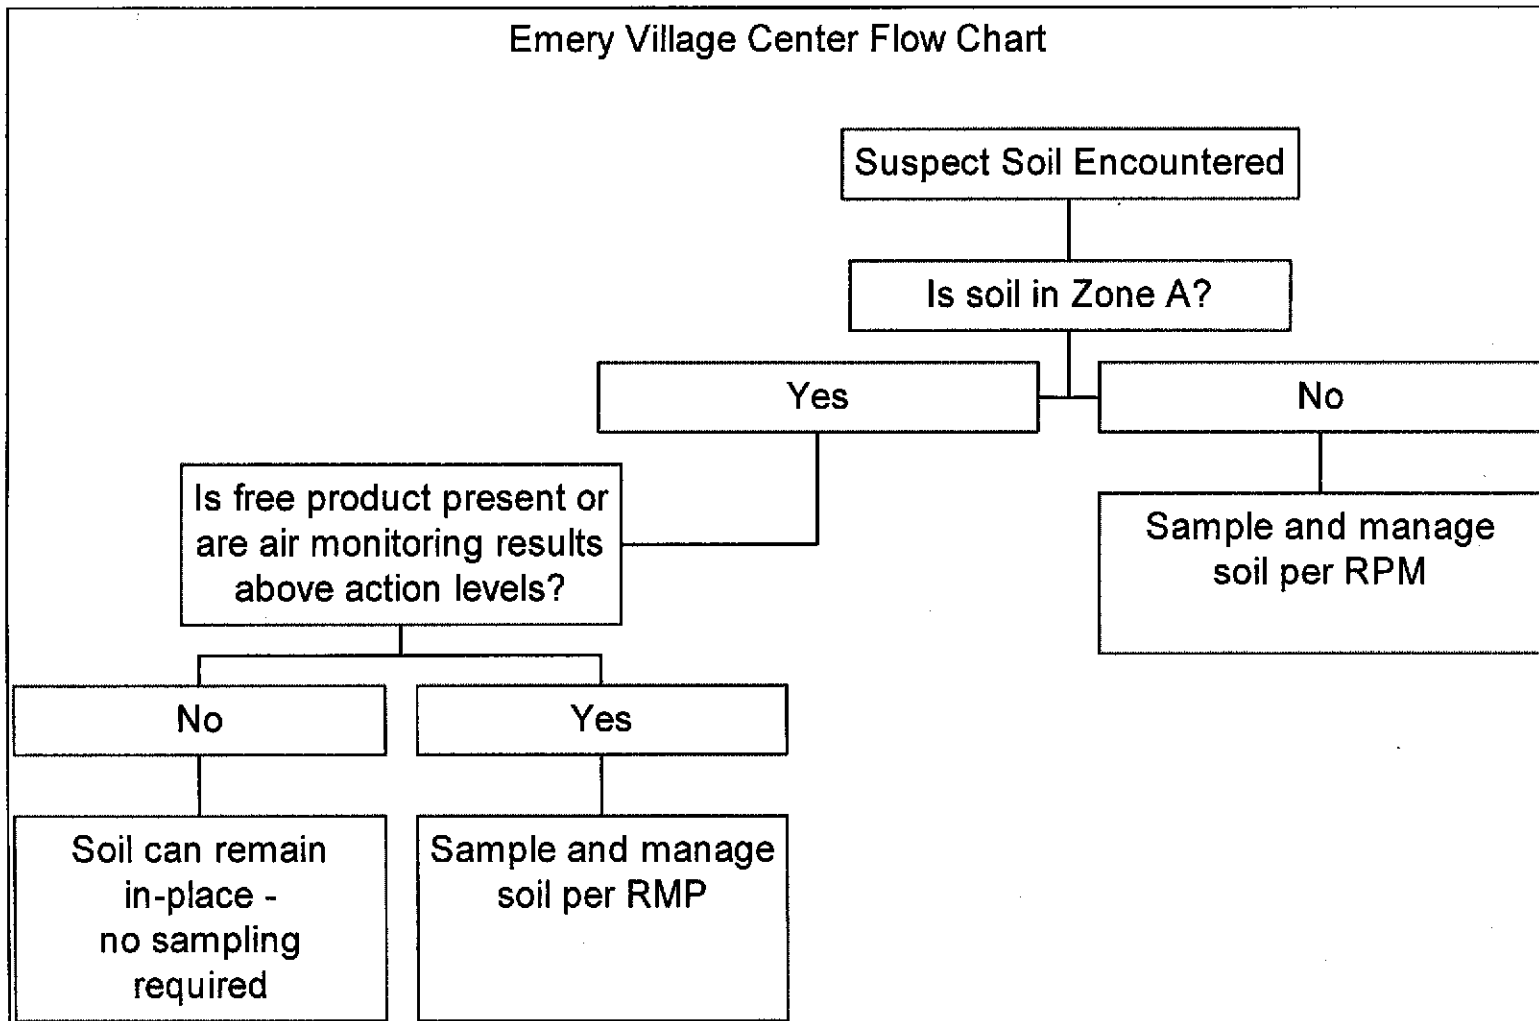 Emery Village Center Flow Chart
Suspect Soil Encountered
Is soil in Zone A?
Yes
No
Is free product present or
are air monitoring results
above action levels?
Sample and manage
soil per RPM
No
Yes
Soil can remain
in-place -
no sampling
required
Sample and manage
soil per RMP